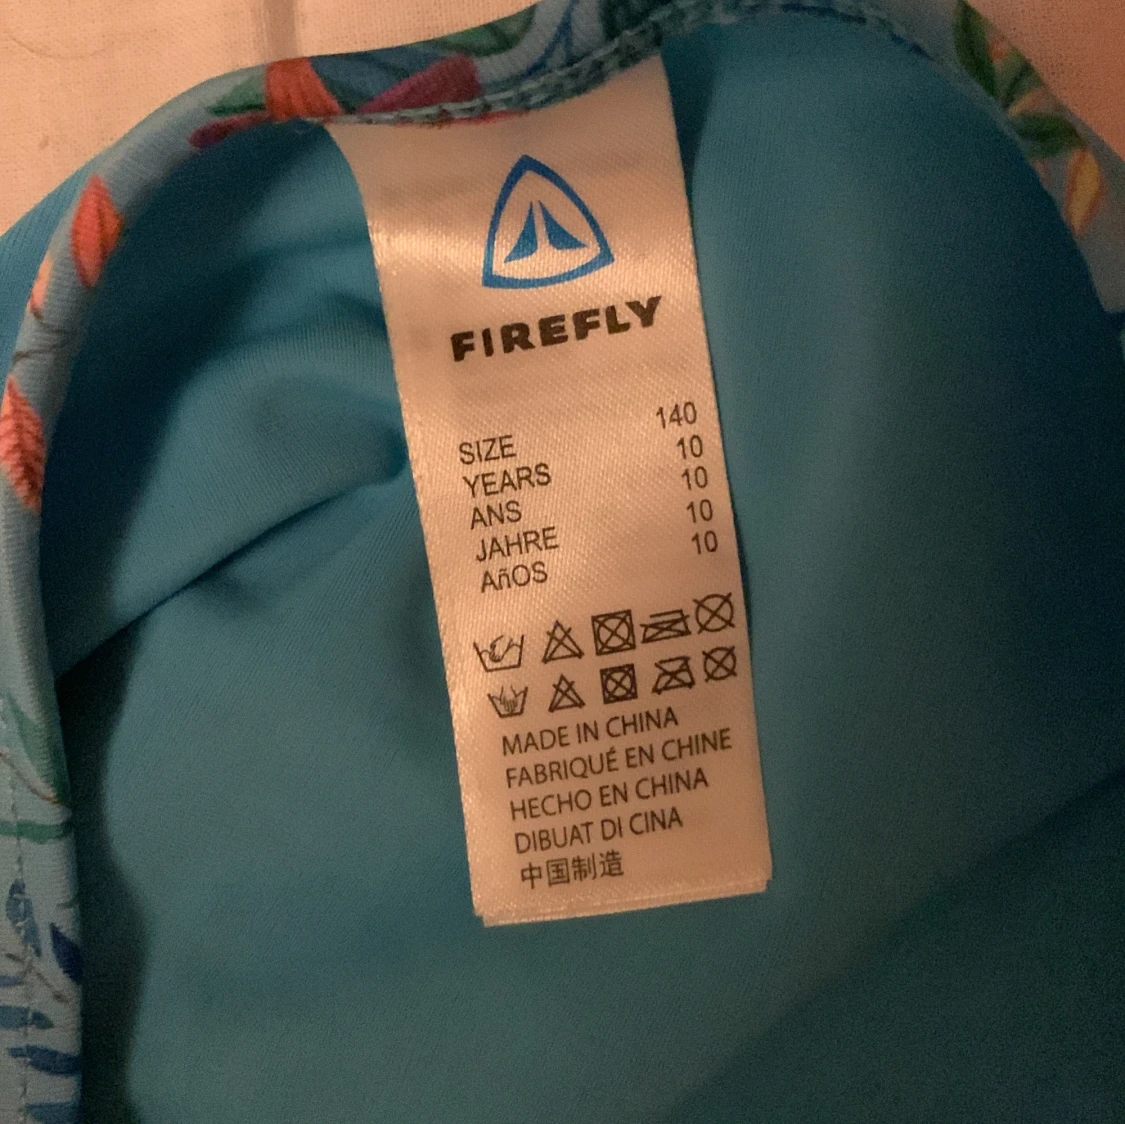 FIREFLY
SIZE 140
YEARS 10
ANS 10
JAHRE 10
AñOS 10
MADE IN CHINA
FABRIQUÉ EN CHINE
HECHO EN CHINA
DIBUAT DI CINA
中国制造